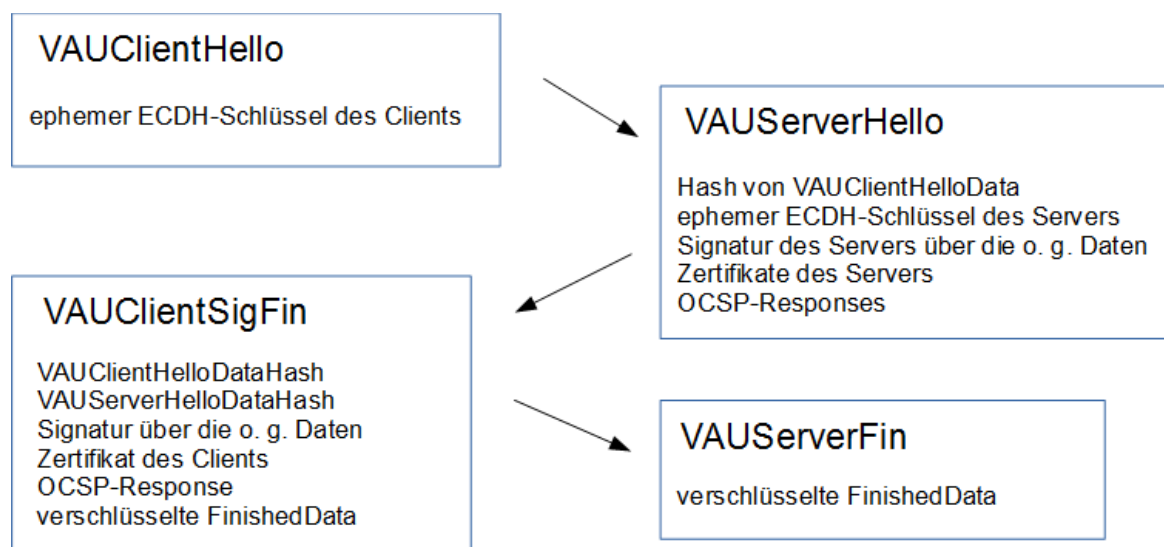 VAUClientHello
ephemer ECDH-Schlüssel des Clients
VAUServerHello
Hash von VAUClientHelloData
ephemer ECDH-Schlüssel des Servers
Signatur des Servers über die o. g. Daten
Zertifikate des Servers
OCSP-Responses
VAUClientSigFin
VAUClientHelloDataHash
VAUServerHelloDataHash
Signatur über die o. g. Daten
Zertifikat des Clients
OCSP-Response
verschlüsselte FinishedData
VAUServerFin
verschlüsselte FinishedData